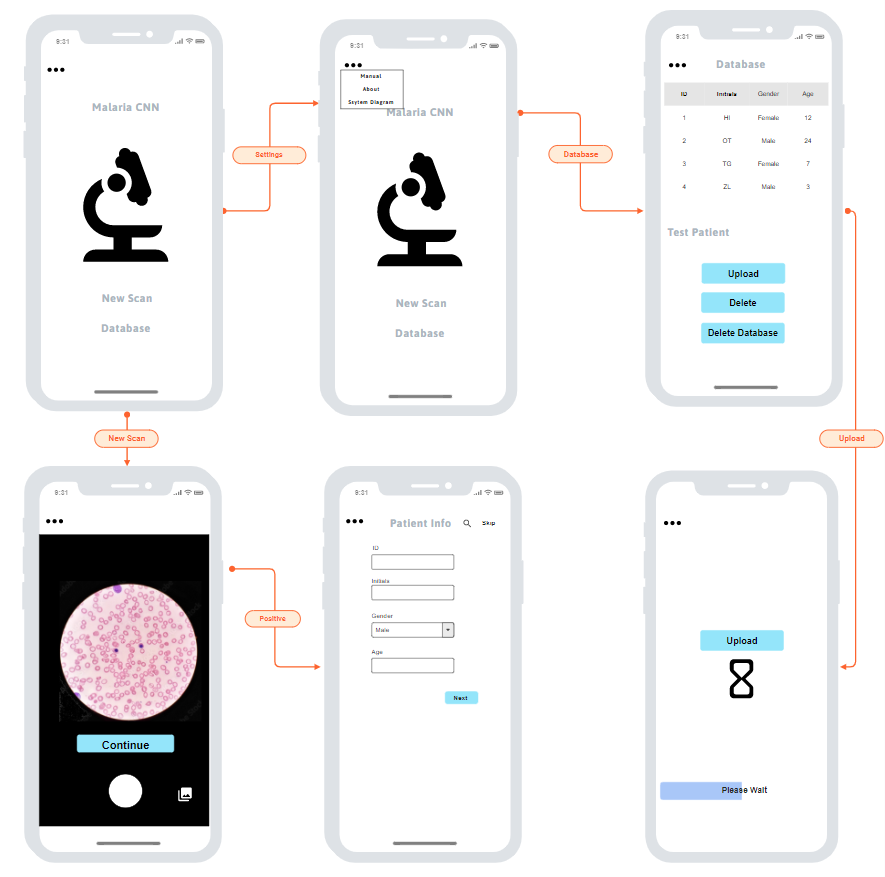 9:31
Malaria CNN
New Scan
Database
Settings
9:31
Manual
About
Ssytem Diagram
Malaria CNN
New Scan
Database
Database
9:31
Database
ID Initials Gender Age
1 HI Female 12
2 OT Male 24
3 TG Female 7
4 ZL Male 3
Test Patient
Upload
Delete
Delete Database
Upload
New Scan
9:31
Continue
Positive
9:31
Patient Info Skip
ID
Initials
Gender
Male
Age
Next
Upload
Please Wait